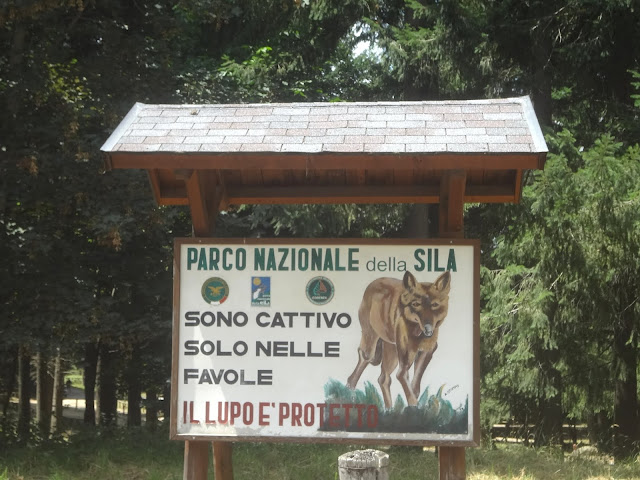 PARCO NAZIONALE della SILA
SONO CATTIVO
SOLO NELLE
FAVOLE
IL LUPO E' PROTETTO